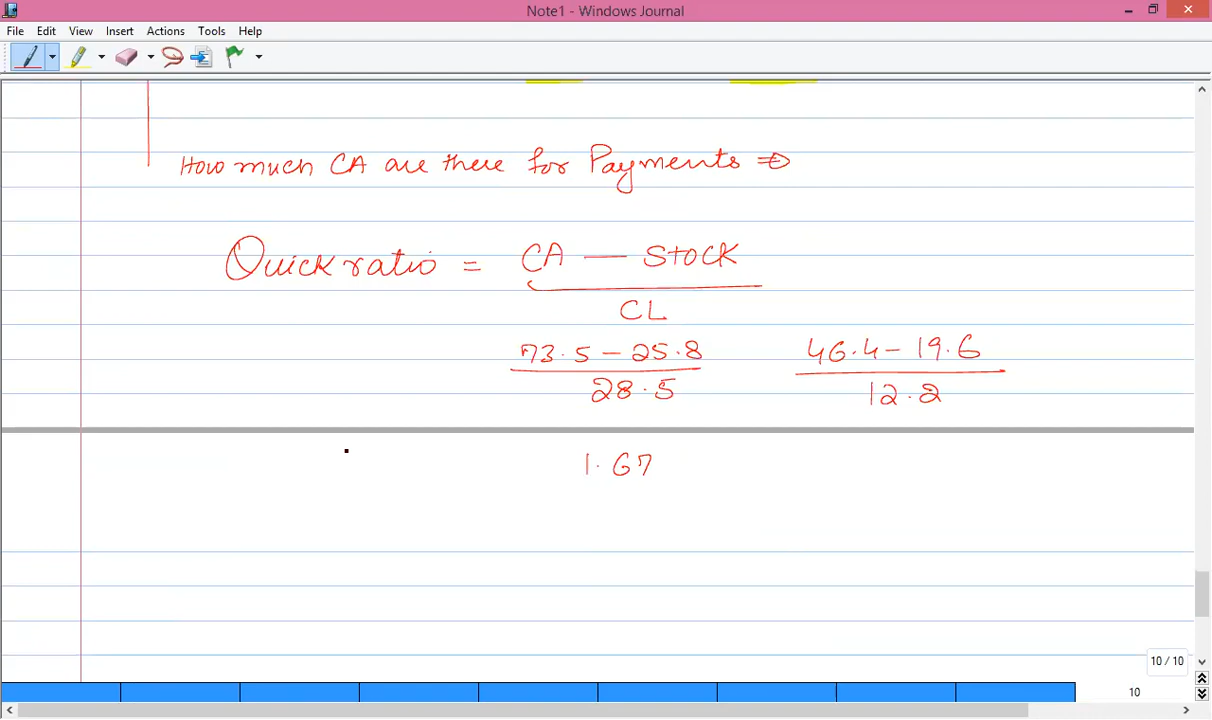 Note1 - Windows Journal
File Edit View Insert Actions Tools Help
How much CA are there for Payments ⇒
Quick ratio = CA — Stock
CL
73.5 - 25.8 46.4 - 19.6
28.5 12.2
1.67
10 / 10
10